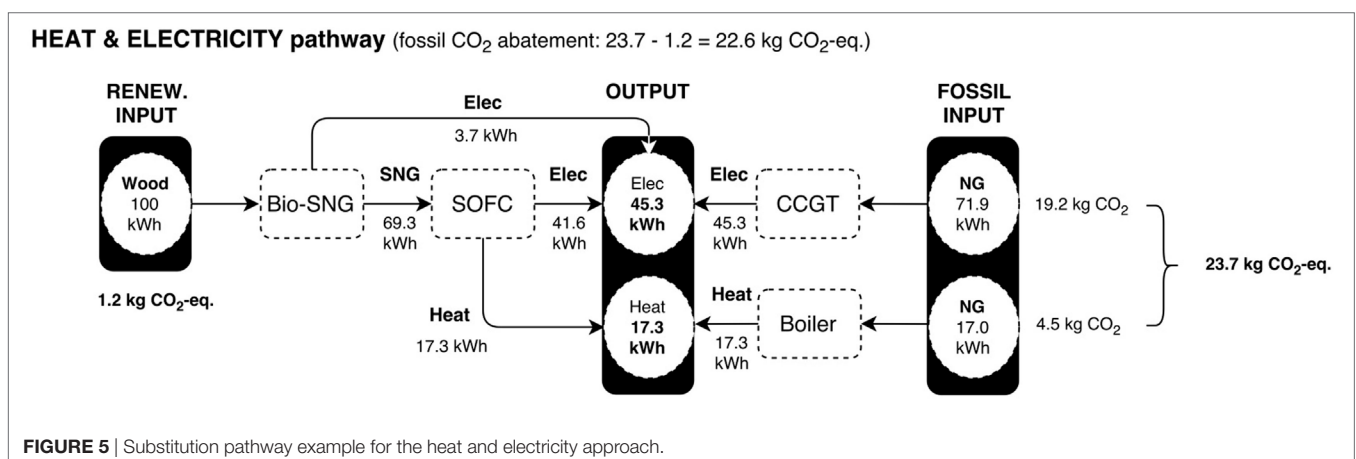 HEAT & ELECTRICITY pathway (fossil CO₂ abatement: 23.7 - 1.2 = 22.6 kg CO₂-eq.)
RENEW.
INPUT
Elec
3.7 kWh
OUTPUT
FOSSIL
INPUT
Wood
100
kWh
Bio-SNG
SNG
69.3
kWh
SOFC
Elec
41.6
kWh
Elec
45.3
kWh
Elec
45.3
kWh
CCGT
NG
71.9
kWh
19.2 kg CO₂
1.2 kg CO₂-eq.
Heat
17.3 kWh
Heat
17.3
kWh
Heat
17.3
kWh
Boiler
NG
17.0
kWh
4.5 kg CO₂
23.7 kg CO₂-eq.
FIGURE 5 | Substitution pathway example for the heat and electricity approach.